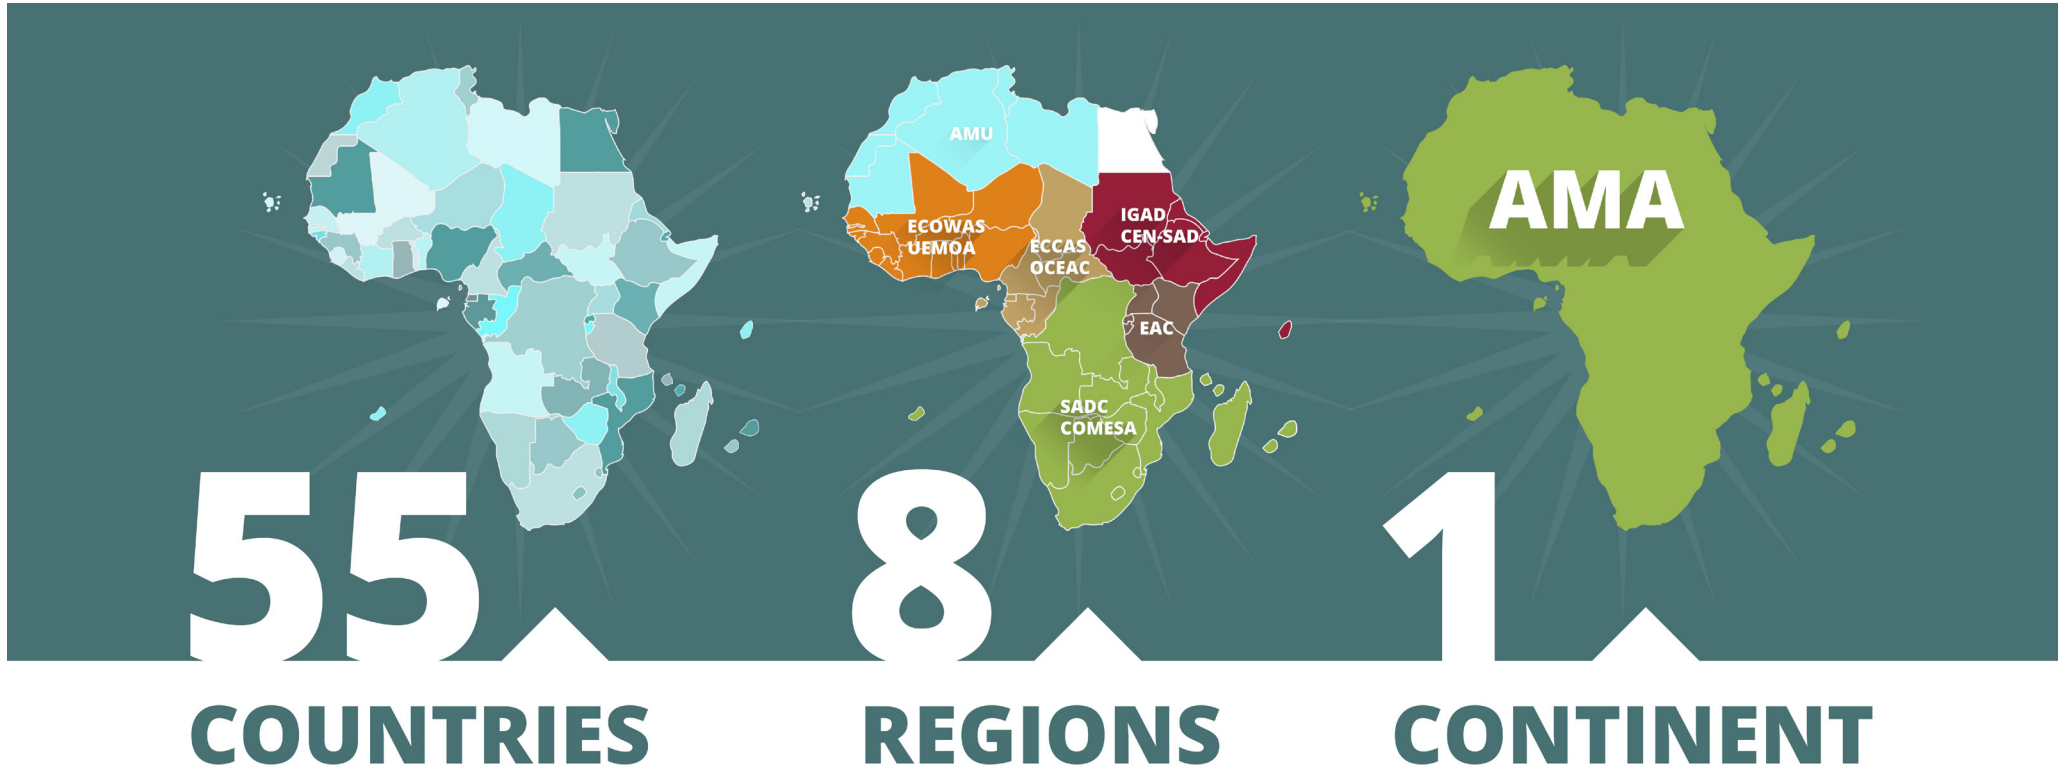 AMU
ECOWAS
UEMOA
ECCAS
OCEAC
IGAD
CEN-SAD
EAC
SADC
COMESA
AMA
55
COUNTRIES
8
REGIONS
1
CONTINENT